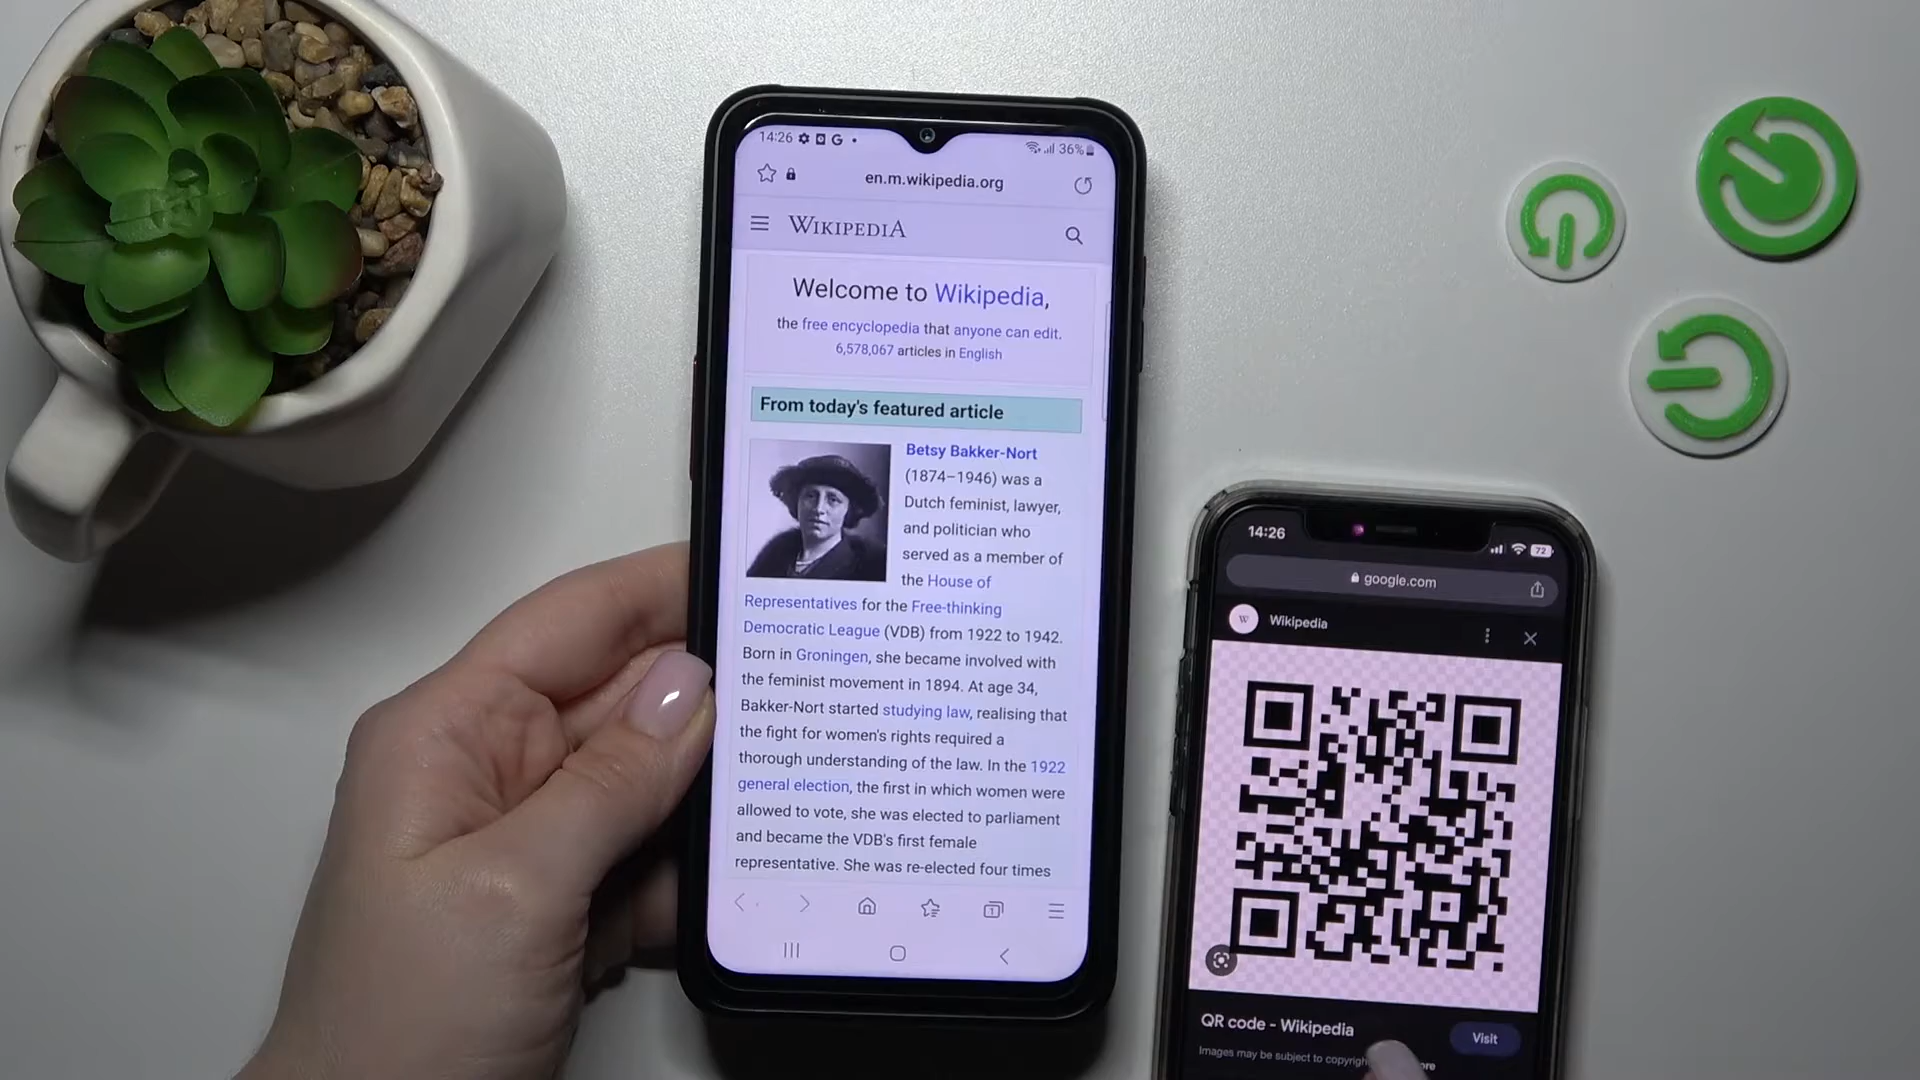 14:26
36%
en.m.wikipedia.org
WIKIPEDIA
Welcome to Wikipedia,
the free encyclopedia that anyone can edit.
6,578,067 articles in English
From today's featured article
Betsy Bakker-Nort
(1874–1946) was a
Dutch feminist, lawyer,
and politician who
served as a member of
the House of
Representatives for the Free-thinking
Democratic League (VDB) from 1922 to 1942.
Born in Groningen, she became involved with
the feminist movement in 1894. At age 34,
Bakker-Nort started studying law, realising that
the fight for women's rights required a
thorough understanding of the law. In the 1922
general election, the first in which women were
allowed to vote, she was elected to parliament
and became the VDB's first female
representative. She was re-elected four times
1
14:26
72
google.com
W
Wikipedia
QR code - Wikipedia
Visit
Images may be subject to